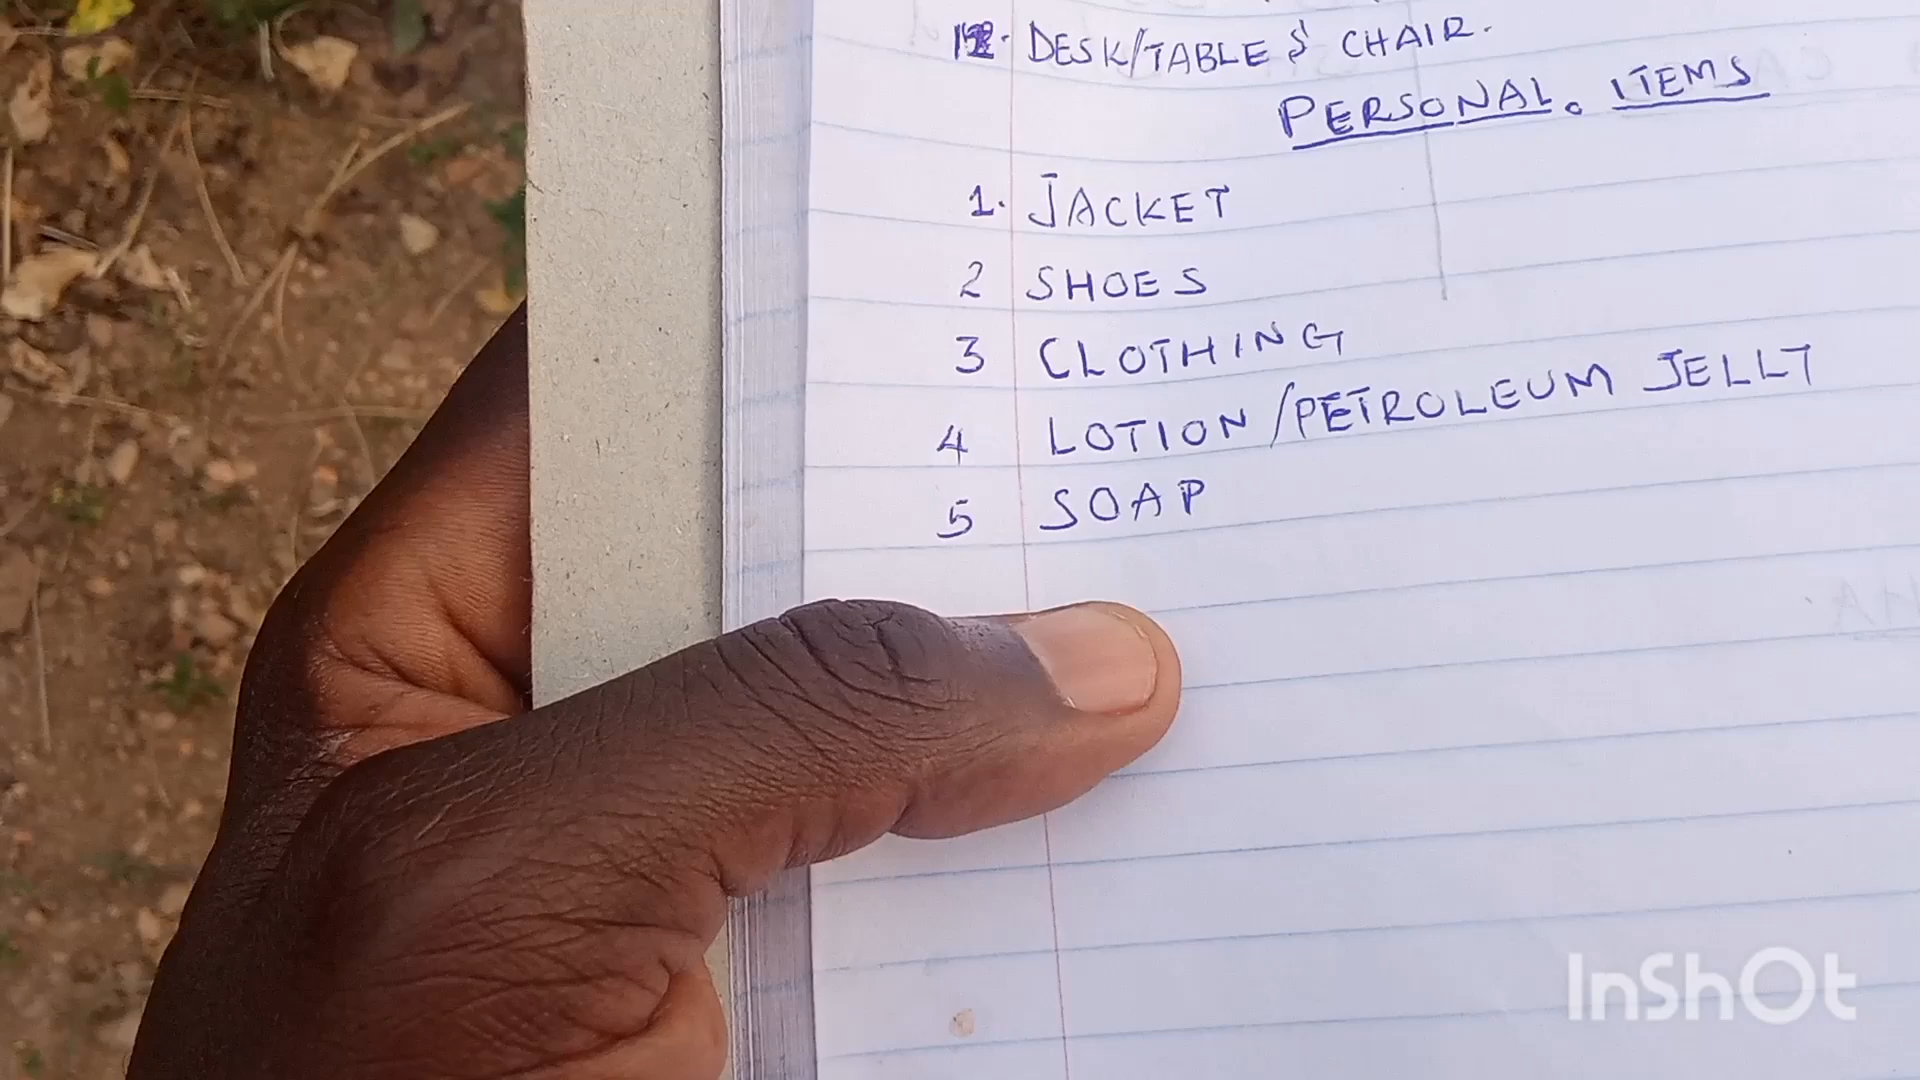 12. DESK/TABLE & CHAIR.
PERSONAL. ITEMS
1. JACKET
2 SHOES
3 CLOTHING
4 LOTION/PETROLEUM JELLY
5 SOAP
InShOt